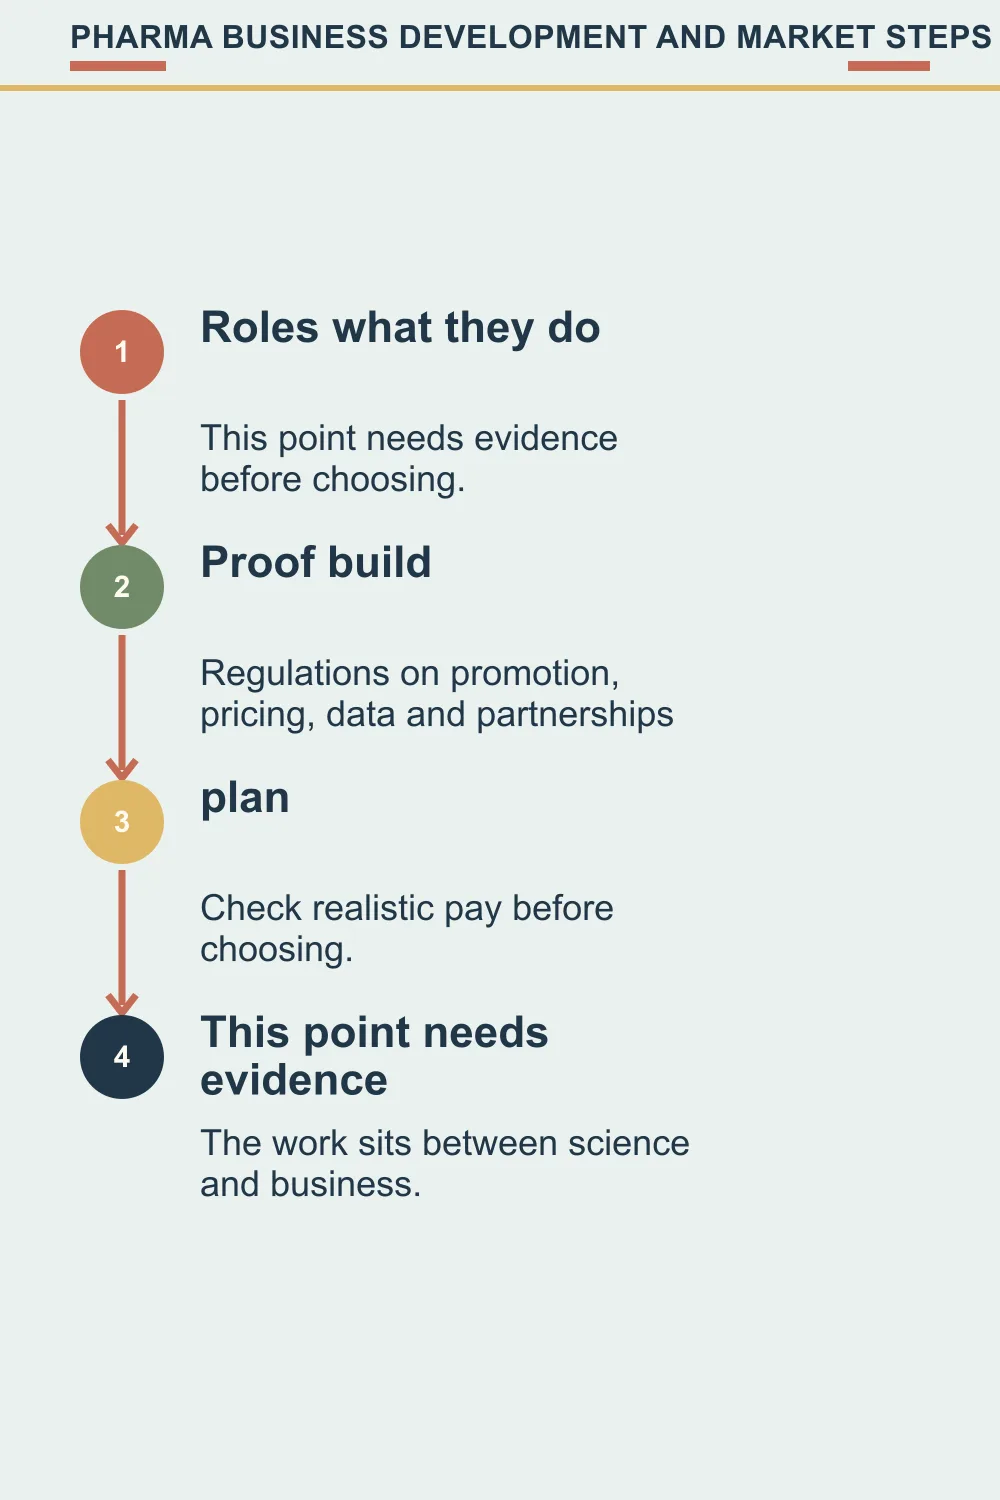 PHARMA BUSINESS DEVELOPMENT AND MARKET STEPS
1
Roles what they do
This point needs evidence
before choosing.
2
Proof build
Regulations on promotion,
pricing, data and partnerships
3
plan
Check realistic pay before
choosing.
4
This point needs
evidence
The work sits between science
and business.